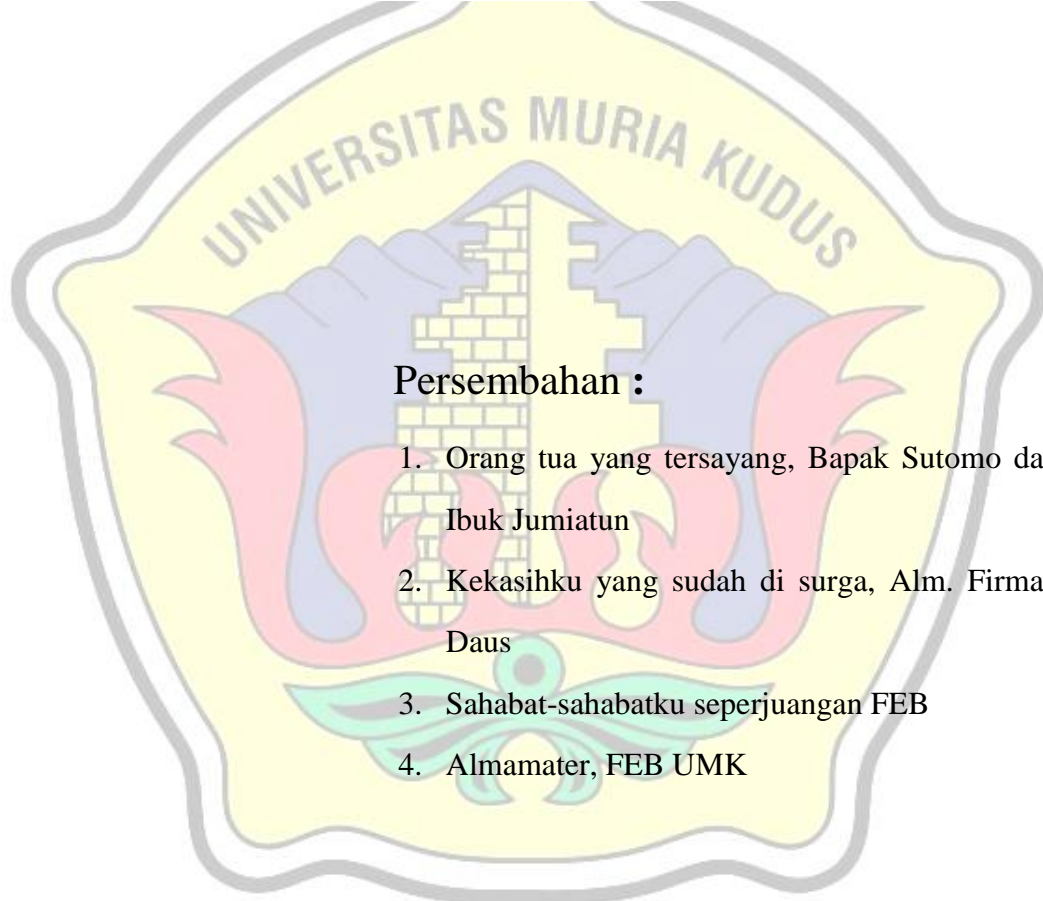 UNIVERSITAS MURIA KUDUS
Persembahan :
1. Orang tua yang tersayang, Bapak Sutomo da
Ibuk Jumiatun
2. Kekasihku yang sudah di surga, Alm. Firma
Daus
3. Sahabat-sahabatku seperjuangan FEB
4. Almamater, FEB UMK